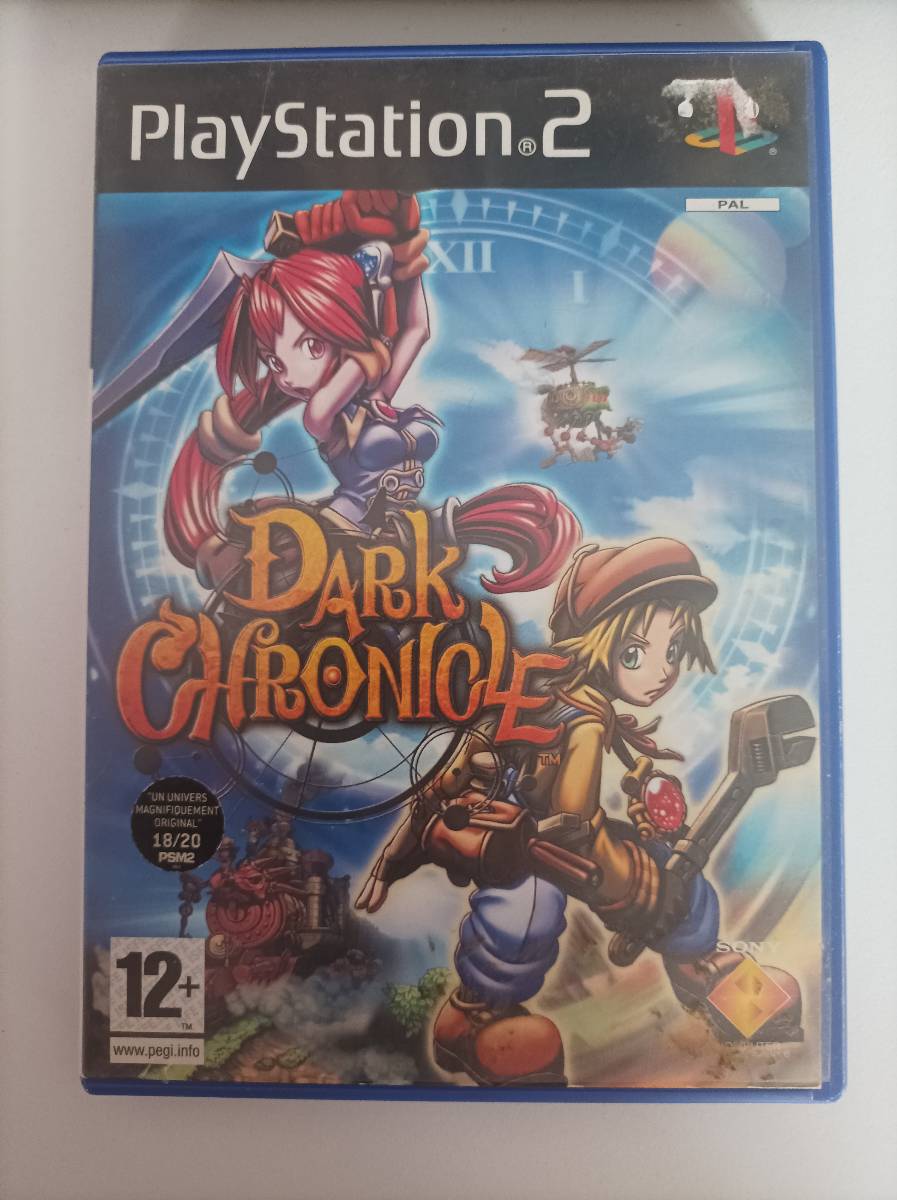 PlayStation®2
®
PAL
XII
I
DARK
CHRONICLE
TM
"UN UNIVERS
MAGNIFIQUEMENT
ORIGINAL"
18/20
PSM2
SONY
12+
TM
www.pegi.info